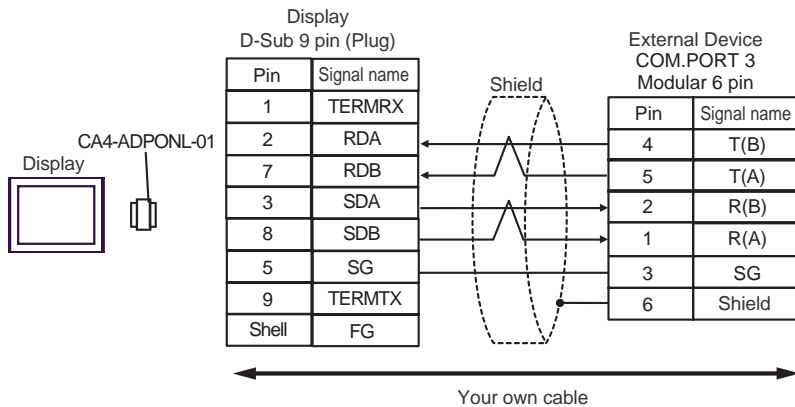 Display
D-Sub 9 pin (Plug)
External Device
COM.PORT 3
Modular 6 pin
Shield
Pin Signal name
1 TERMRX
2 RDA
7 RDB
3 SDA
8 SDB
5 SG
9 TERMTX
Shell FG
Pin Signal name
4 T(B)
5 T(A)
2 R(B)
1 R(A)
3 SG
6 Shield
CA4-ADPONL-01
Display
Your own cable